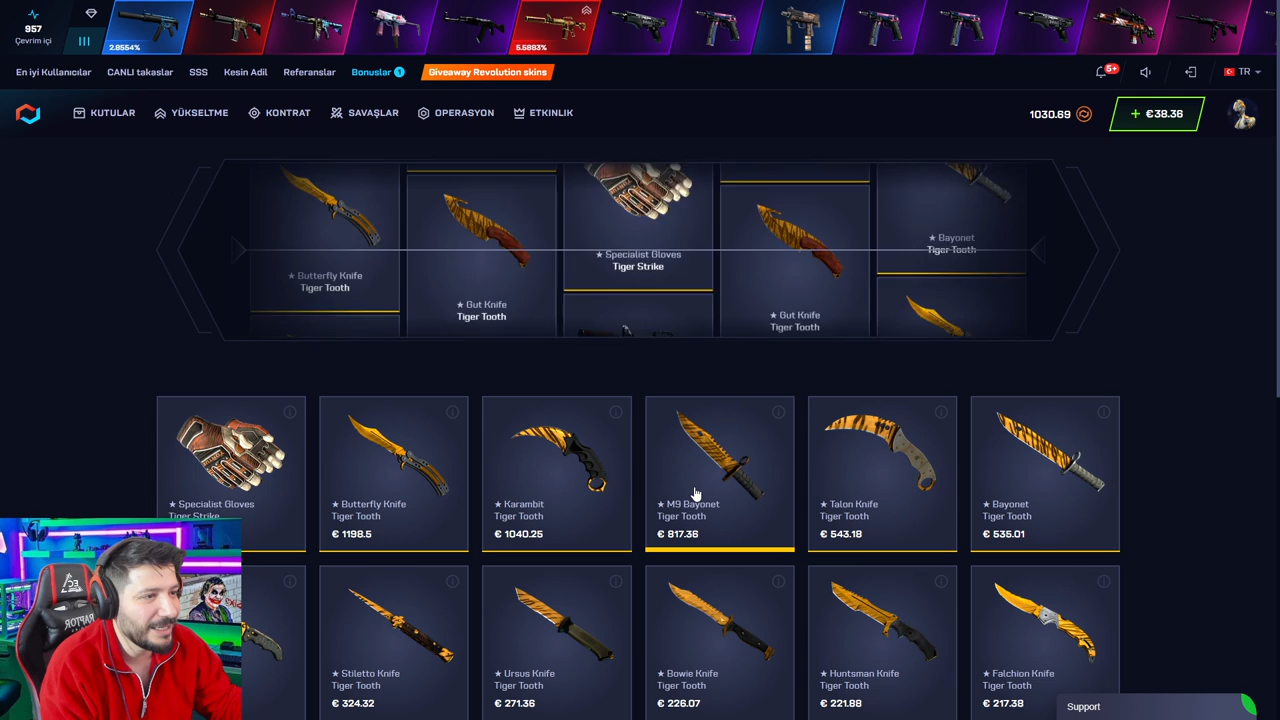 957
Çevrim içi
2.8554%
5.5883%
En iyi Kullanıcılar
CANLI takaslar
SSS
Kesin Adil
Referanslar
Bonuslar 1
Giveaway Revolution skins
5+
TR
KUTULAR
YÜKSELTME
KONTRAT
SAVAŞLAR
OPERASYON
ETKINLIK
1030.69
+ €38.36
★ Butterfly Knife
Tiger Tooth
★ Gut Knife
Tiger Tooth
★ Specialist Gloves
Tiger Strike
★ Gut Knife
Tiger Tooth
★ Bayonet
Tiger Tooth
★ Specialist Gloves
Tiger Strike
★ Butterfly Knife
Tiger Tooth
€ 1198.5
★ Karambit
Tiger Tooth
€ 1040.25
★ M9 Bayonet
Tiger Tooth
€ 817.36
★ Talon Knife
Tiger Tooth
€ 543.18
★ Bayonet
Tiger Tooth
€ 535.01
★ Stiletto Knife
Tiger Tooth
€ 324.32
★ Ursus Knife
Tiger Tooth
€ 271.36
★ Bowie Knife
Tiger Tooth
€ 226.07
★ Huntsman Knife
Tiger Tooth
€ 221.88
★ Falchion Knife
Tiger Tooth
€ 217.38
Support
RAPTOR